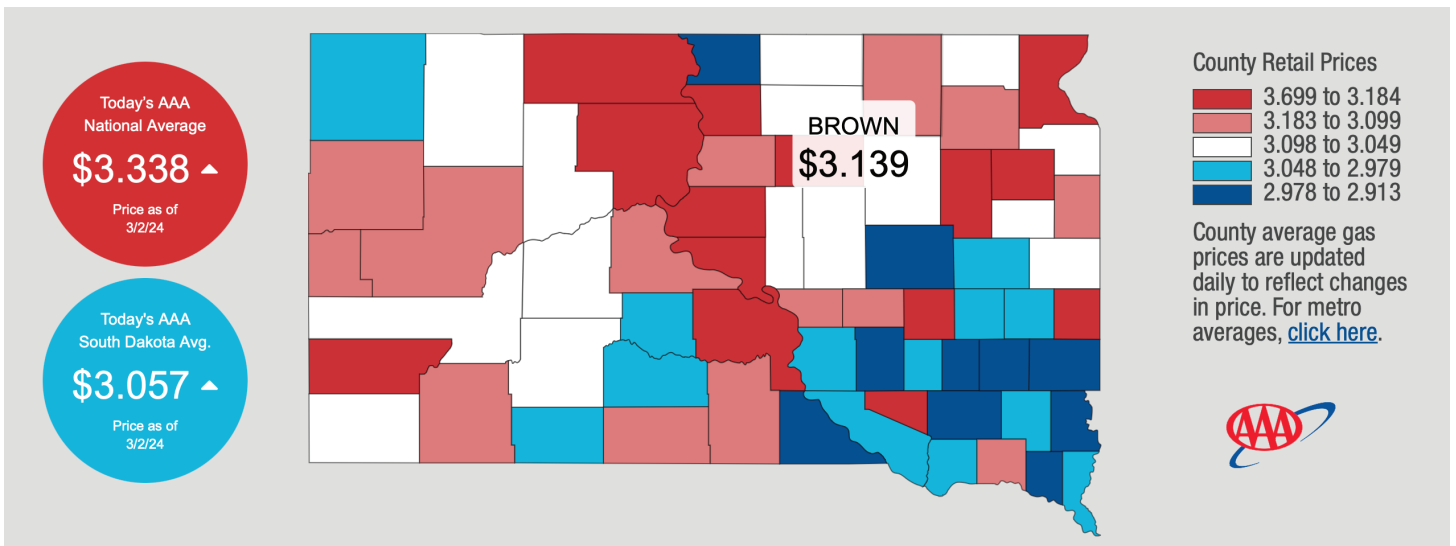 Today's AAA
National Average
$3.338
Price as of
3/2/24
Today's AAA
South Dakota Avg.
$3.057
Price as of
3/2/24
BROWN
$3.139
County Retail Prices
3.699 to 3.184
3.183 to 3.099
3.098 to 3.049
3.048 to 2.979
2.978 to 2.913
County average gas
prices are updated
daily to reflect changes
in price. For metro
averages, click here.
AAA